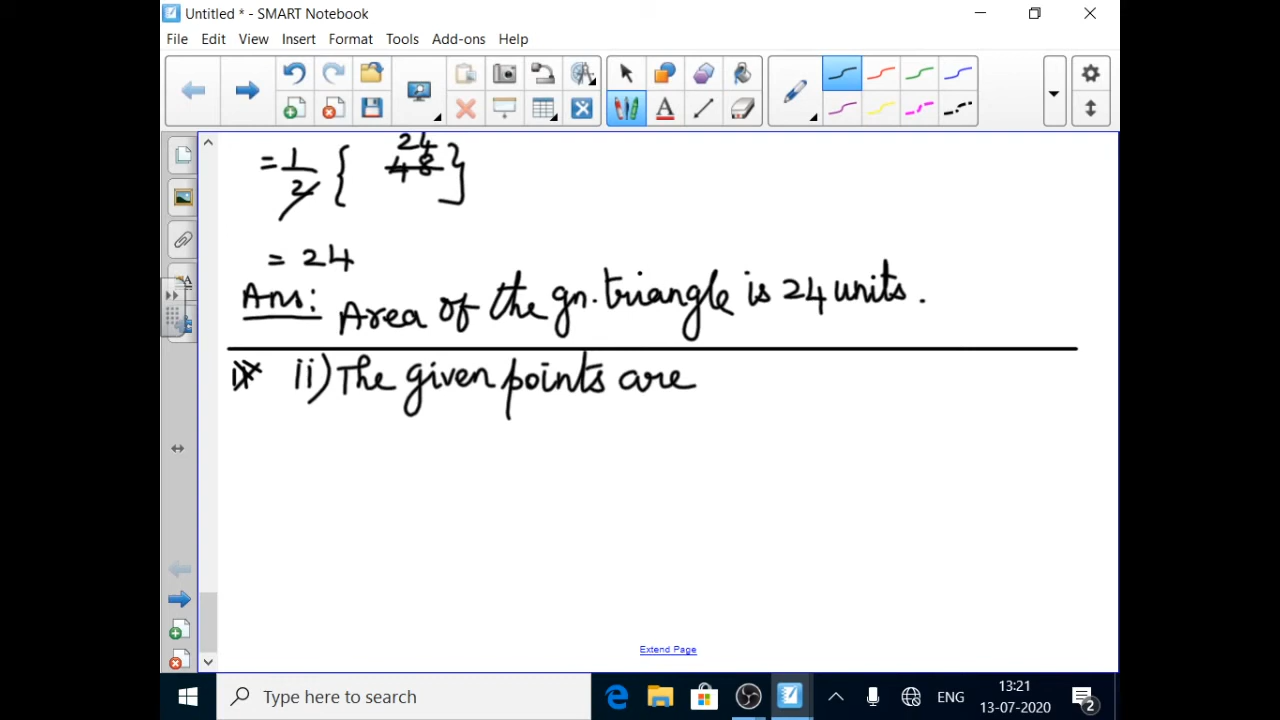 Untitled * - SMART Notebook
File Edit View Insert Format Tools Add-ons Help
24
= 1/2 { 48 }
= 24
Ans: Area of the gn. triangle is 24 units.
ii) The given points are
Extend Page
Type here to search
ENG
13:21
13-07-2020
2